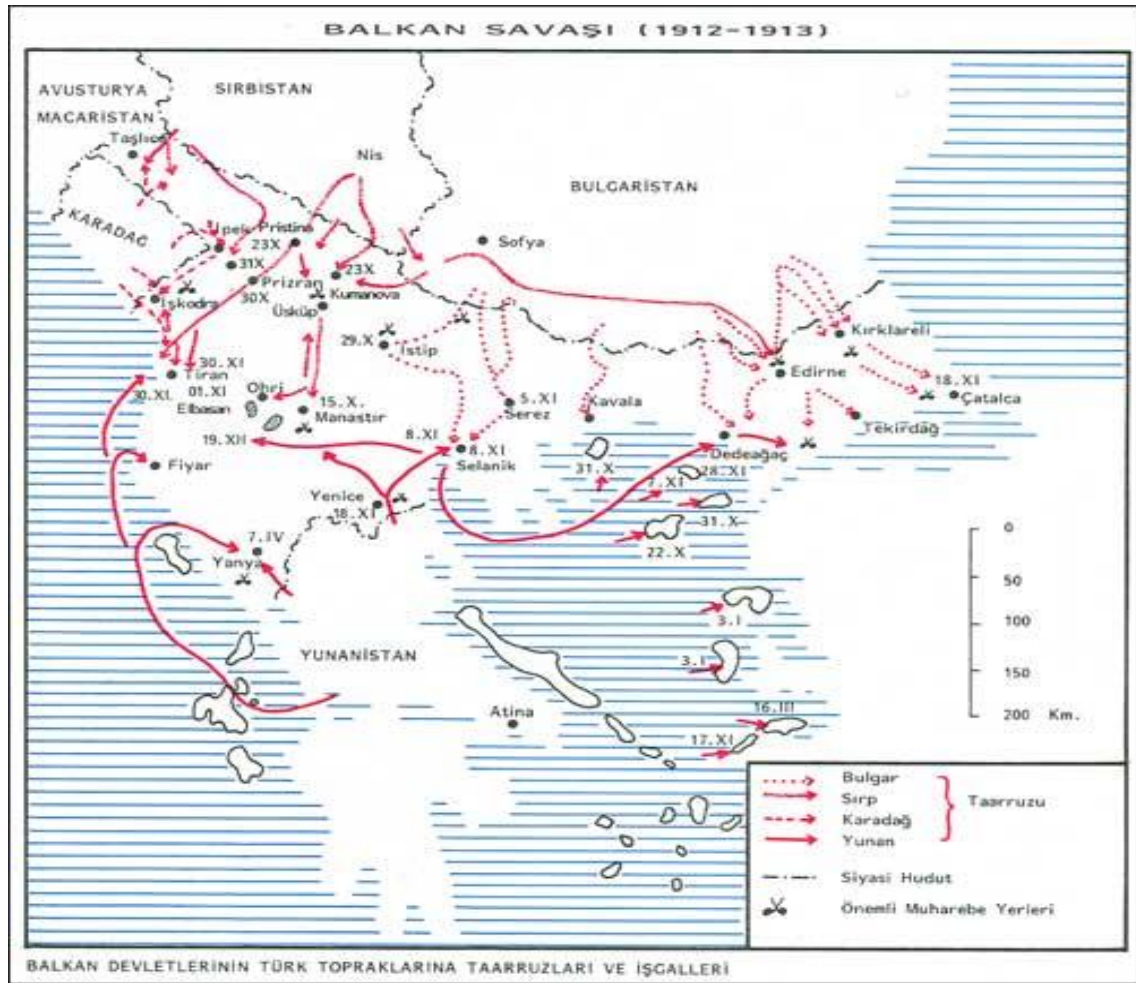 BALKAN SAVAŞI (1912-1913)
AVUSTURYA
MACARİSTAN
SIRBİSTAN
Taşlıca
Nis
BULGARİSTAN
KARADAĞ
İpek
Pristina
23X
Sofya
31X
Prizran
30X
23X
Kumanova
İşkodra
Üsküp
Kırklareli
29.X
İstip
Edirne
30.XI
Tiran
30.XI.
01.XI
Elbasan
Ohri
15.X.
Manastır
5.XI
Serez
Kavala
18.XI
Çatalca
Tekirdağ
19.XII
8.XI
8.XI
Selanik
Dedeağaç
Fiyar
31.X
7.XI
28.XI
Yenice
18.XI
31.X
22.X
7.IV
Yanya
0
50
100
150
200 Km.
3.I
3.I
YUNANİSTAN
Atina
16.III
17.XI
Bulgar
Sırp
Karadağ
Yunan
Taarruzu
Siyasi Hudut
Önemli Muharebe Yerleri
BALKAN DEVLETLERİNİN TÜRK TOPRAKLARINA TAARRUZLARI VE İŞGALLERİ